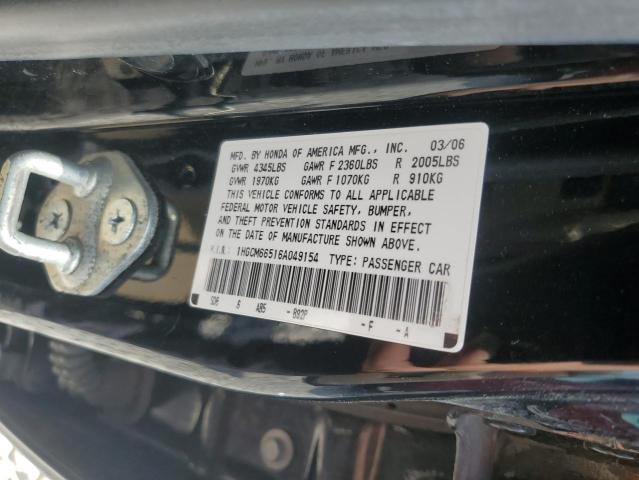 MFD. BY HONDA OF AMERICA MFG., INC. 03/06
GVWR 4345LBS GAWR F 2360LBS R 2005LBS
GVWR 1970KG GAWR F 1070KG R 910KG
THIS VEHICLE CONFORMS TO ALL APPLICABLE
FEDERAL MOTOR VEHICLE SAFETY, BUMPER,
AND THEFT PREVENTION STANDARDS IN EFFECT
ON THE DATE OF MANUFACTURE SHOWN ABOVE.
V.I.N. 1HGCM66516A049154 TYPE: PASSENGER CAR
SDB 6 AB5 - B92P - F - A